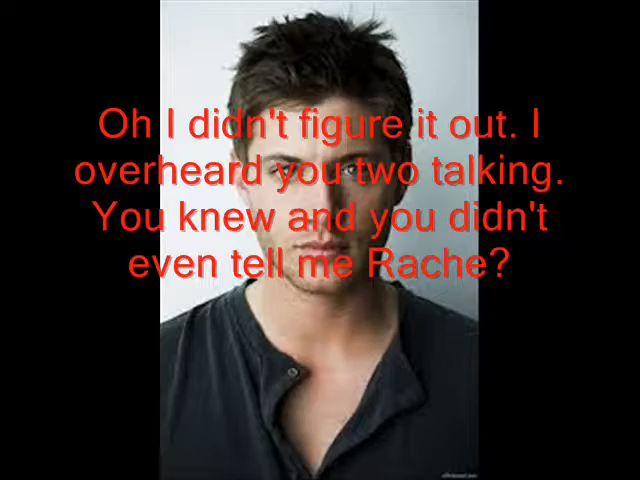 Oh I didn't figure it out. I
overheard you two talking.
You knew and you didn't
even tell me Rache?